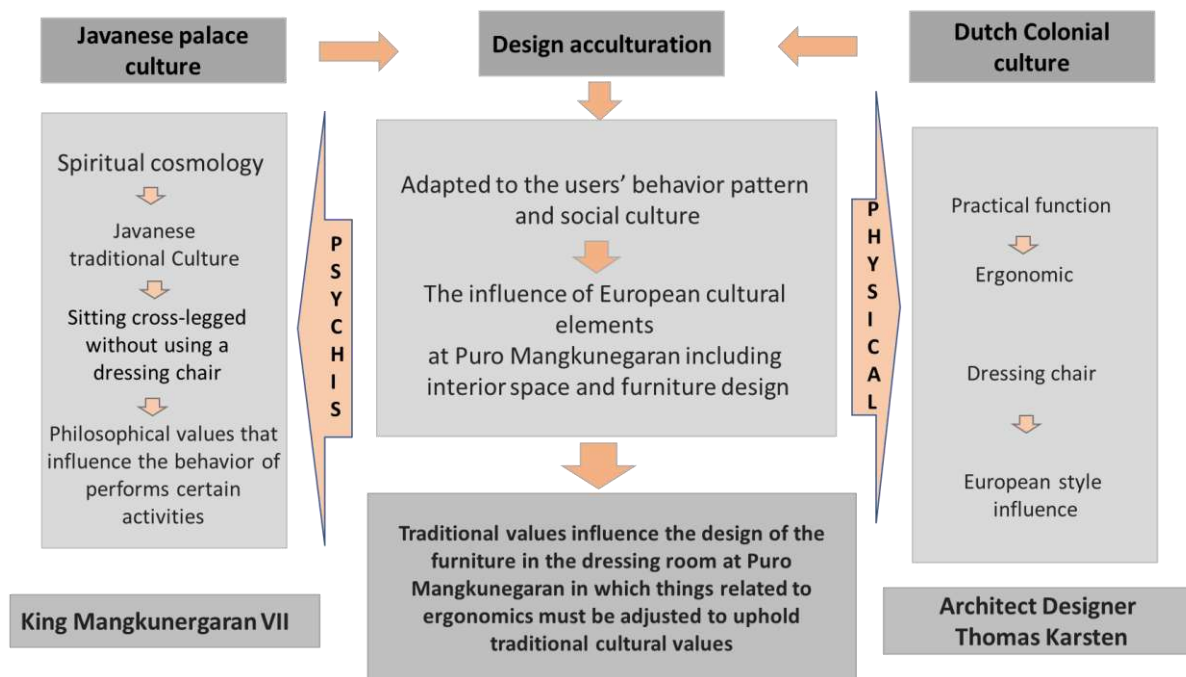 Javanese palace
culture
Design acculturation
Dutch Colonial
culture
Spiritual cosmology
Javanese
traditional Culture
Sitting cross-legged
without using a
dressing chair
Philosophical values that
influence the behavior of
performs certain
activities
PSYCHIS
Adapted to the users' behavior pattern
and social culture
The influence of European cultural
elements
at Puro Mangkunegaran including
interior space and furniture design
PHYSICAL
Practical function
Ergonomic
Dressing chair
European style
influence
Traditional values influence the design of the
furniture in the dressing room at Puro
Mangkunegaran in which things related to
ergonomics must be adjusted to uphold
traditional cultural values
King Mangkunergaran VII
Architect Designer
Thomas Karsten